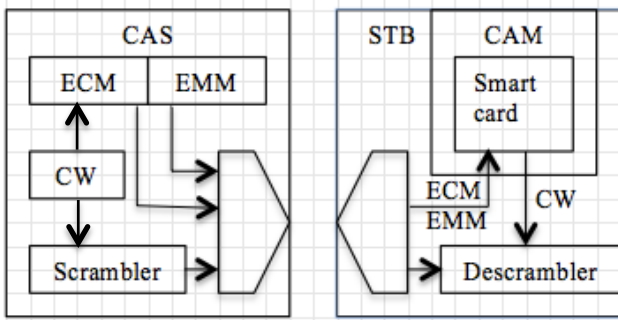 CAS
ECM
EMM
CW
Scrambler
STB
CAM
Smart
card
ECM
EMM
CW
Descrambler